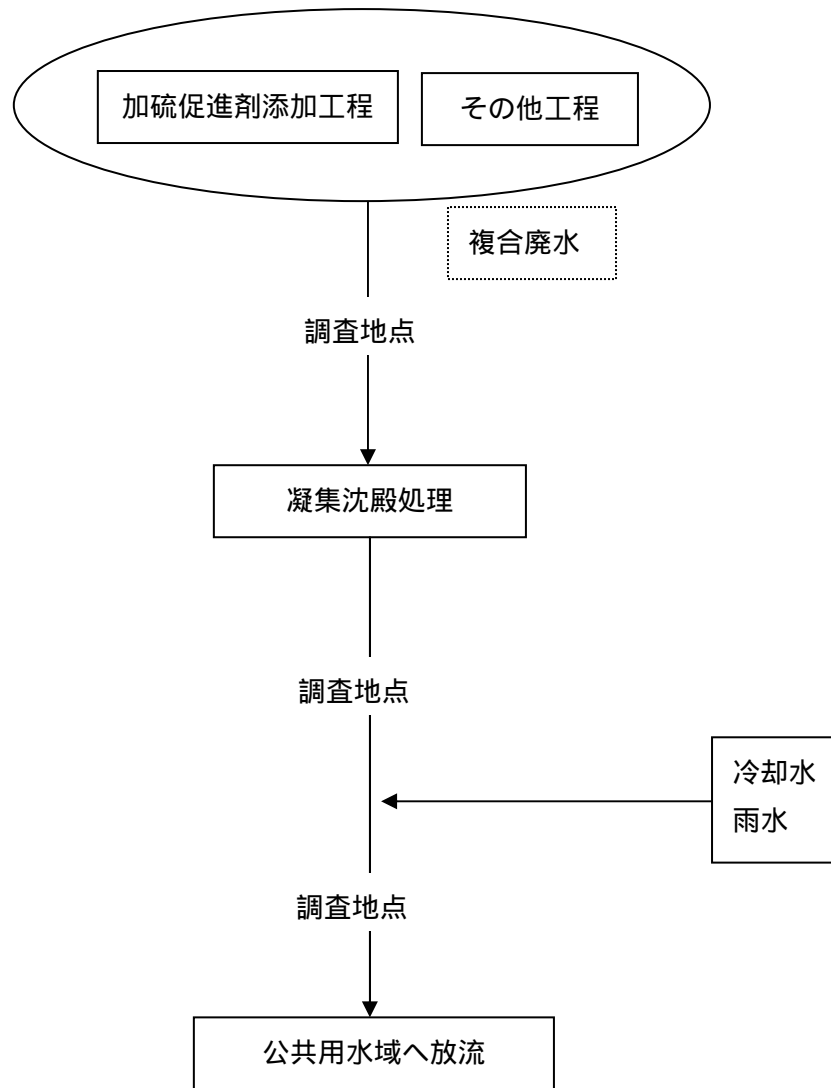 加硫促進剤添加工程
その他工程
複合廃水
調査地点
凝集沈殿処理
調査地点
冷却水
雨水
調査地点
公共用水域へ放流